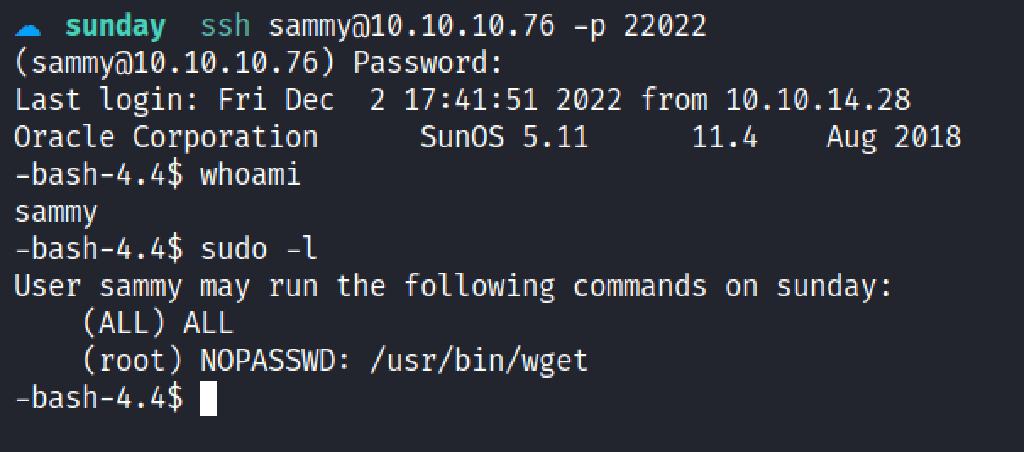 sunday ssh sammy@10.10.10.76 -p 22022
(sammy@10.10.10.76) Password:
Last login: Fri Dec  2 17:41:51 2022 from 10.10.14.28
Oracle Corporation      SunOS 5.11      11.4    Aug 2018
-bash-4.4$ whoami
sammy
-bash-4.4$ sudo -l
User sammy may run the following commands on sunday:
    (ALL) ALL
    (root) NOPASSWD: /usr/bin/wget
-bash-4.4$